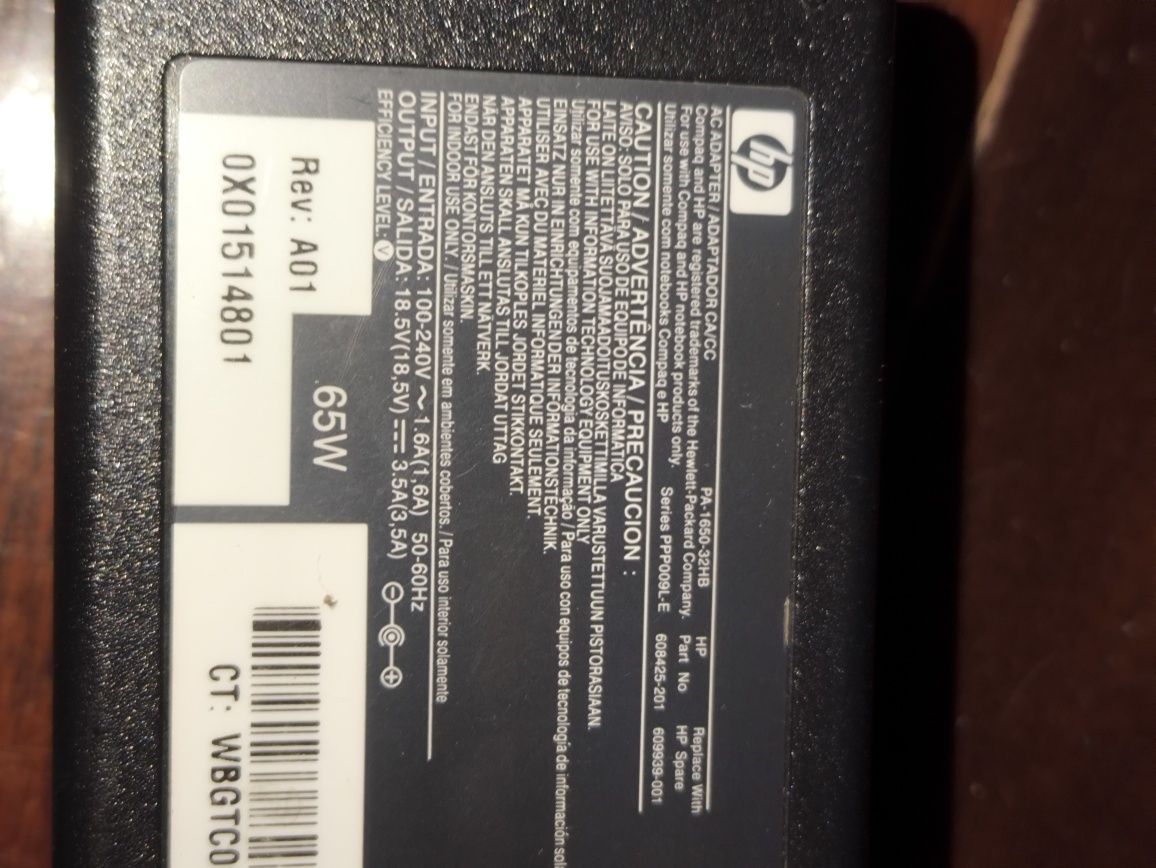 hp
AC ADAPTER / ADAPTADOR CA/CC PA-1650-32HB HP Replace With
Compaq and HP are registered trademarks of the Hewlett-Packard Company. Part No HP Spare
For use with Compaq and HP notebook products only. Series PPP009L-E 608425-201 609939-001
Utilizar somente com notebooks Compaq e HP
CAUTION / ADVERTÊNCIA / PRECAUCION :
AVISO: SOLO PARA USO DE EQUIPO DE INFORMATICA
LAITE ON LIITETTÄVÄ SUOJAMAADOITUSKOSKETTIMILLA VARUSTETTUUN PISTORASIAAN.
FOR USE WITH INFORMATION TECHNOLOGY EQUIPMENT ONLY
Utilizar somente com equipamentos de tecnologia da informação / Para uso con equipos de tecnología de información sol
EINSATZ NUR IN EINRICHTUNGEN DER INFORMATIONSTECHNIK.
UTILISER AVEC DU MATERIEL INFORMATIQUE SEULEMENT.
APPARATET MÅ KUN TILKOPLES JORDET STIKKONTAKT.
APPARATEN SKALL ANSLUTAS TILL JORDAT UTTAG
NÄR DEN ANSLUTS TILL ETT NÄTVERK.
ENDAST FÖR KONTORSMASKIN.
FOR INDOOR USE ONLY. / Utilizar somente em ambientes cobertos. / Para uso interior solamente
INPUT / ENTRADA: 100-240V ~ 1.6A(1,6A) 50-60Hz
OUTPUT / SALIDA: 18.5V(18,5V) ⎓ 3.5A(3,5A)
EFFICIENCY LEVEL: V
65W
Rev: A01
0X01514801
CT: WBGTC0